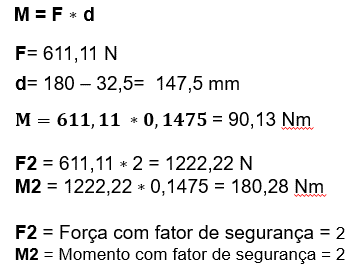 M = F * d
F= 611,11 N
d= 180 – 32,5= 147,5 mm
M = 611,11 * 0,1475 = 90,13 Nm
F2 = 611,11 * 2 = 1222,22 N
M2 = 1222,22 * 0,1475 = 180,28 Nm
F2 = Força com fator de segurança = 2
M2 = Momento com fator de segurança = 2